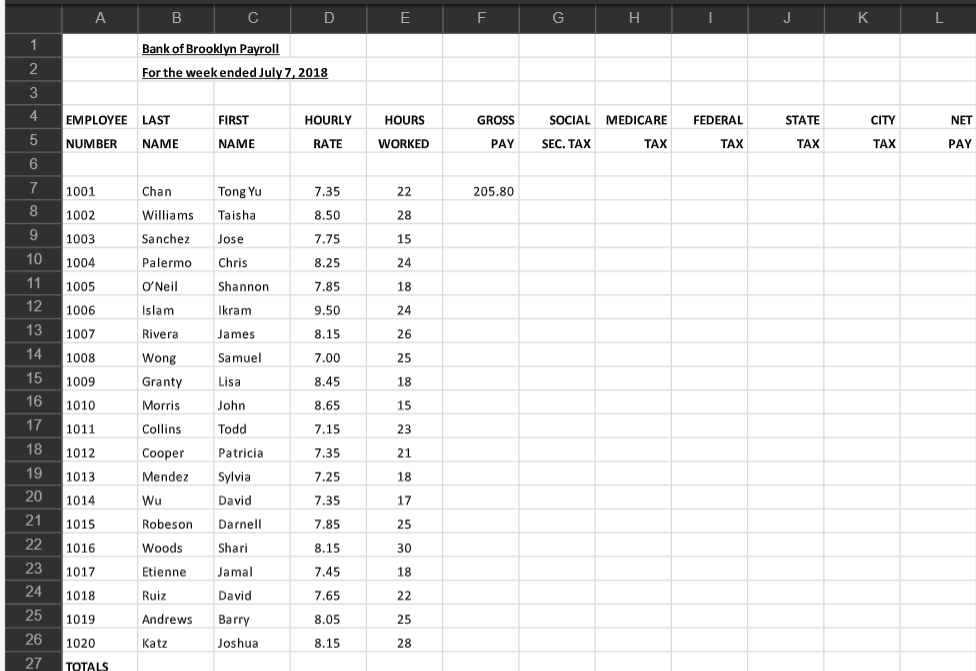 A B C D E F G H I J K L
1 Bank of Brooklyn Payroll
2 For the week ended July 7, 2018
3
4 EMPLOYEE LAST FIRST HOURLY HOURS GROSS SOCIAL MEDICARE FEDERAL STATE CITY NET
5 NUMBER NAME NAME RATE WORKED PAY SEC. TAX TAX TAX TAX TAX PAY
6
7 1001 Chan Tong Yu 7.35 22 205.80
8 1002 Williams Taisha 8.50 28
9 1003 Sanchez Jose 7.75 15
10 1004 Palermo Chris 8.25 24
11 1005 O'Neil Shannon 7.85 18
12 1006 Islam Ikram 9.50 24
13 1007 Rivera James 8.15 26
14 1008 Wong Samuel 7.00 25
15 1009 Granty Lisa 8.45 18
16 1010 Morris John 8.65 15
17 1011 Collins Todd 7.15 23
18 1012 Cooper Patricia 7.35 21
19 1013 Mendez Sylvia 7.25 18
20 1014 Wu David 7.35 17
21 1015 Robeson Darnell 7.85 25
22 1016 Woods Shari 8.15 30
23 1017 Etienne Jamal 7.45 18
24 1018 Ruiz David 7.65 22
25 1019 Andrews Barry 8.05 25
26 1020 Katz Joshua 8.15 28
27 TOTALS